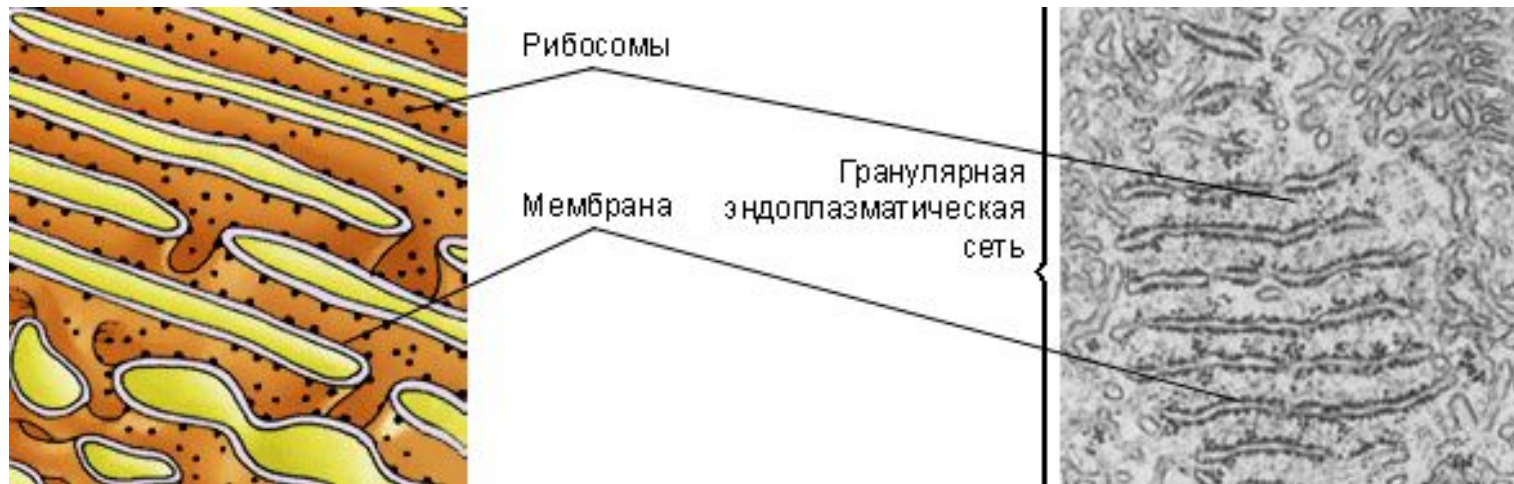 Рибосомы
Мембрана
Гранулярная
эндоплазматическая
сеть